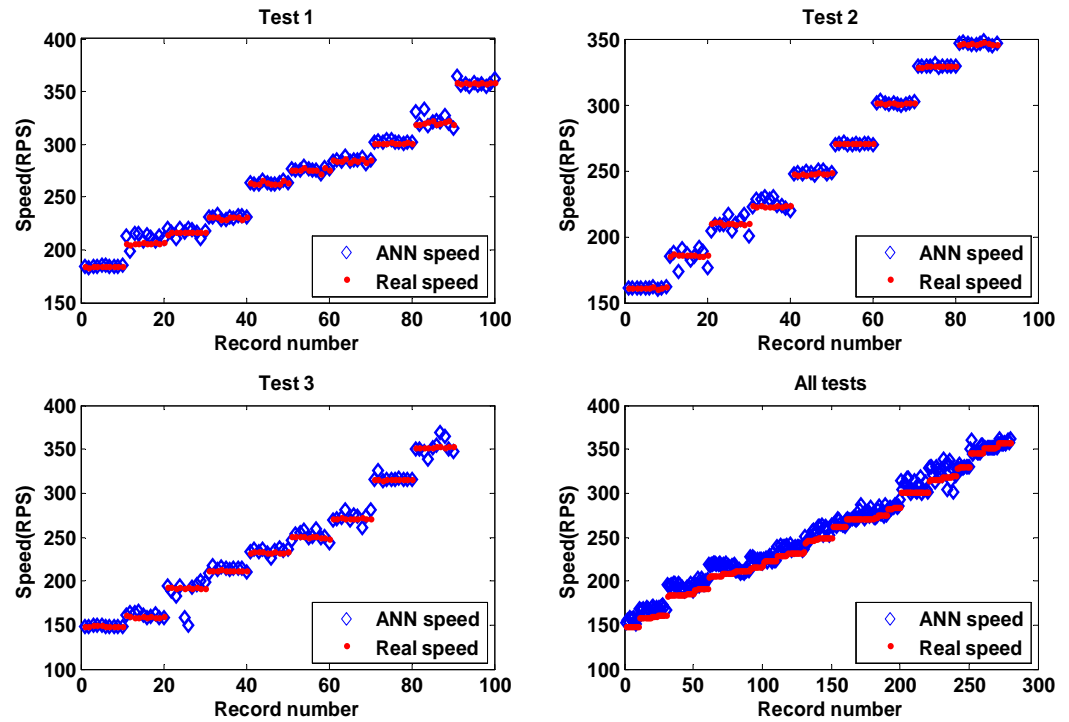 Test 1
400
350
300
250
200
150
Speed(RPS)
ANN speed
Real speed
0 20 40 60 80 100
Record number
Test 2
350
300
250
200
150
Speed(RPS)
ANN speed
Real speed
0 20 40 60 80 100
Record number
Test 3
400
350
300
250
200
150
100
Speed(RPS)
ANN speed
Real speed
0 20 40 60 80 100
Record number
All tests
400
350
300
250
200
150
100
Speed(RPS)
ANN speed
Real speed
0 50 100 150 200 250 300
Record number